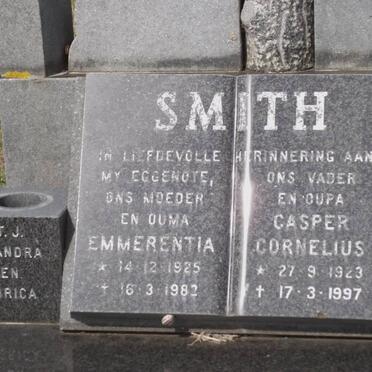 SMITH
IN LIEFDEVOLLE HERINNERING AAN
MY EGGENOTE,
ONS MOEDER
EN OUMA
EMMERENTIA
★ 14·12·1925
† 16·3·1982
ONS VADER
EN OUPA
CASPER
CORNELIUS
★ 27·9·1923
† 17·3·1997
T.J.
ANDRA
EN
RICA